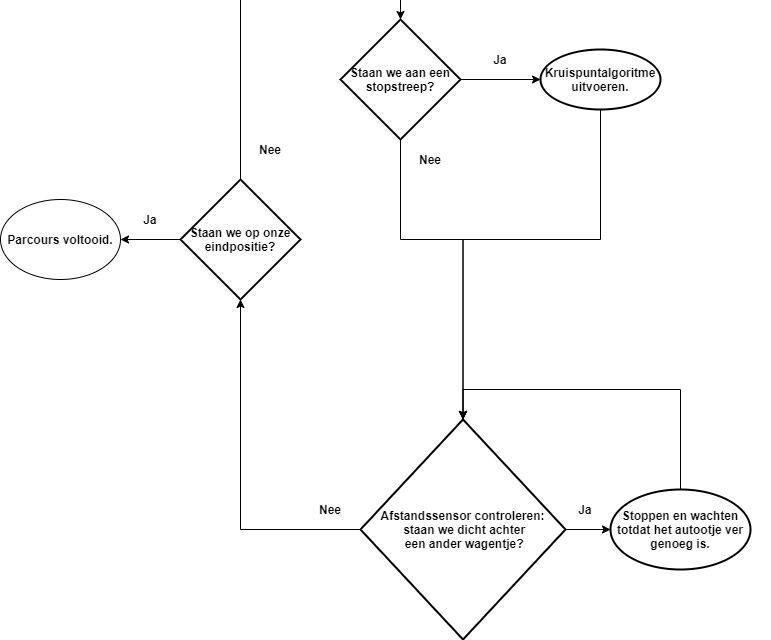 Ja
Staan we aan een
stopstreep?
Kruispuntalgoritme
uitvoeren.
Nee
Nee
Ja
Parcours voltooid.
Staan we op onze
eindpositie?
Nee
Afstandssensor controleren:
staan we dicht achter
een ander wagentje?
Ja
Stoppen en wachten
totdat het autootje ver
genoeg is.